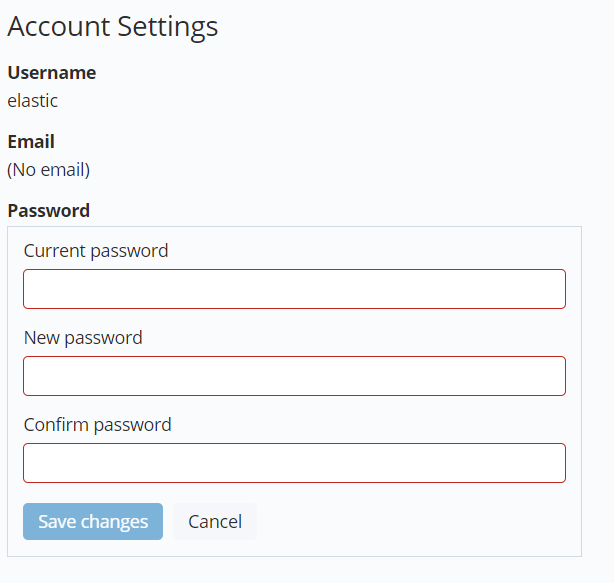 Account Settings
Username
elastic
Email
(No email)
Password
Current password
New password
Confirm password
Save changes
Cancel